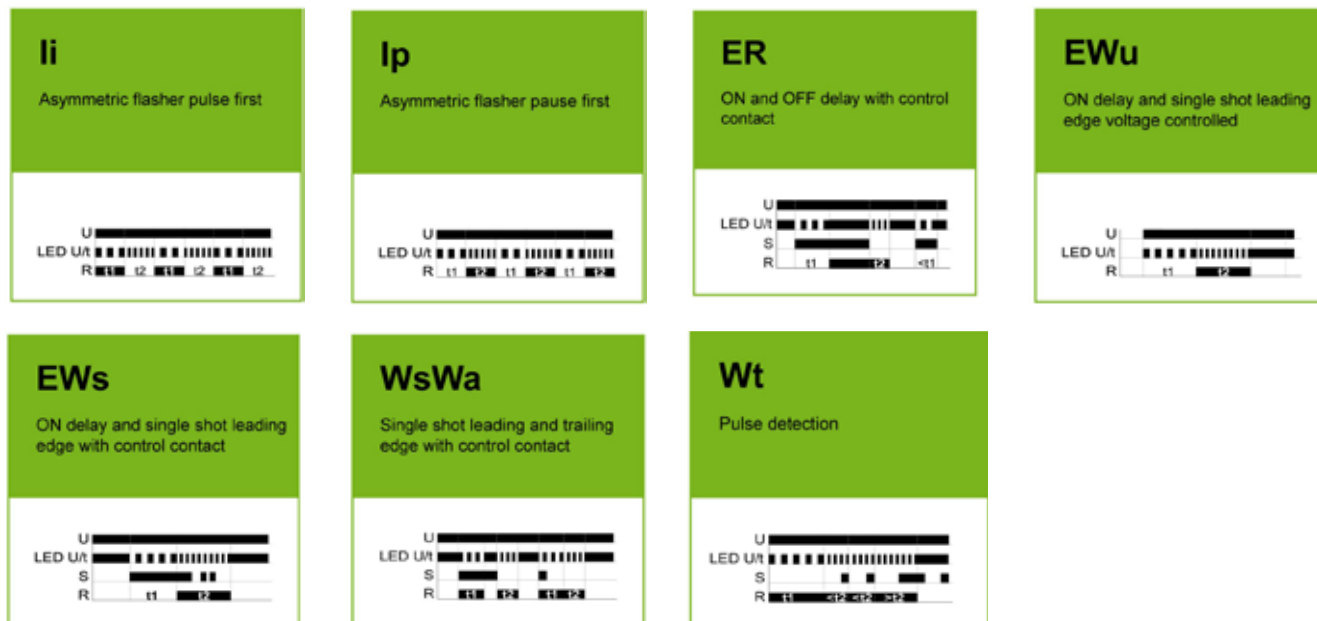 Ii
Asymmetric flasher pulse first
U
LED U/t
R t1 t2 t1 t2 t1 t2
Ip
Asymmetric flasher pause first
U
LED U/t
R t1 t2 t1 t2 t1 t2
ER
ON and OFF delay with control
contact
U
LED U/t
S
R t1 t2 <t1
EWu
ON delay and single shot leading
edge voltage controlled
U
LED U/t
R t1 t2
EWs
ON delay and single shot leading
edge with control contact
U
LED U/t
S
R t1 t2
WsWa
Single shot leading and trailing
edge with control contact
U
LED U/t
S
R t1 t2 t1 t2
Wt
Pulse detection
U
LED U/t
S
R t1 <t2 <t2 >t2